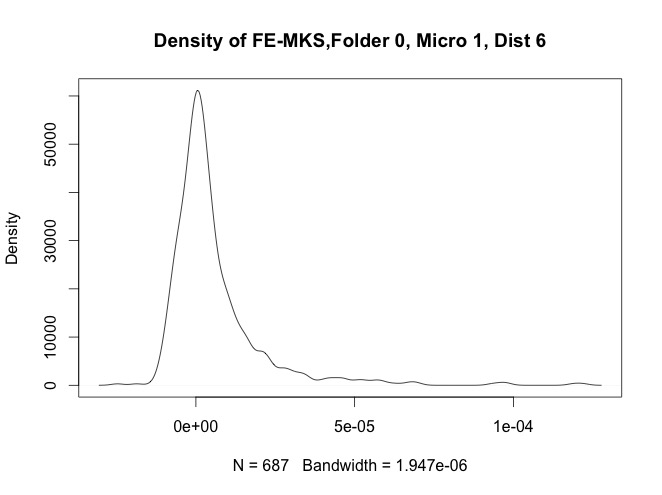 Density of FE-MKS,Folder 0, Micro 1, Dist 6
Density
50000
30000
10000
0
0e+00 5e-05 1e-04
N = 687 Bandwidth = 1.947e-06